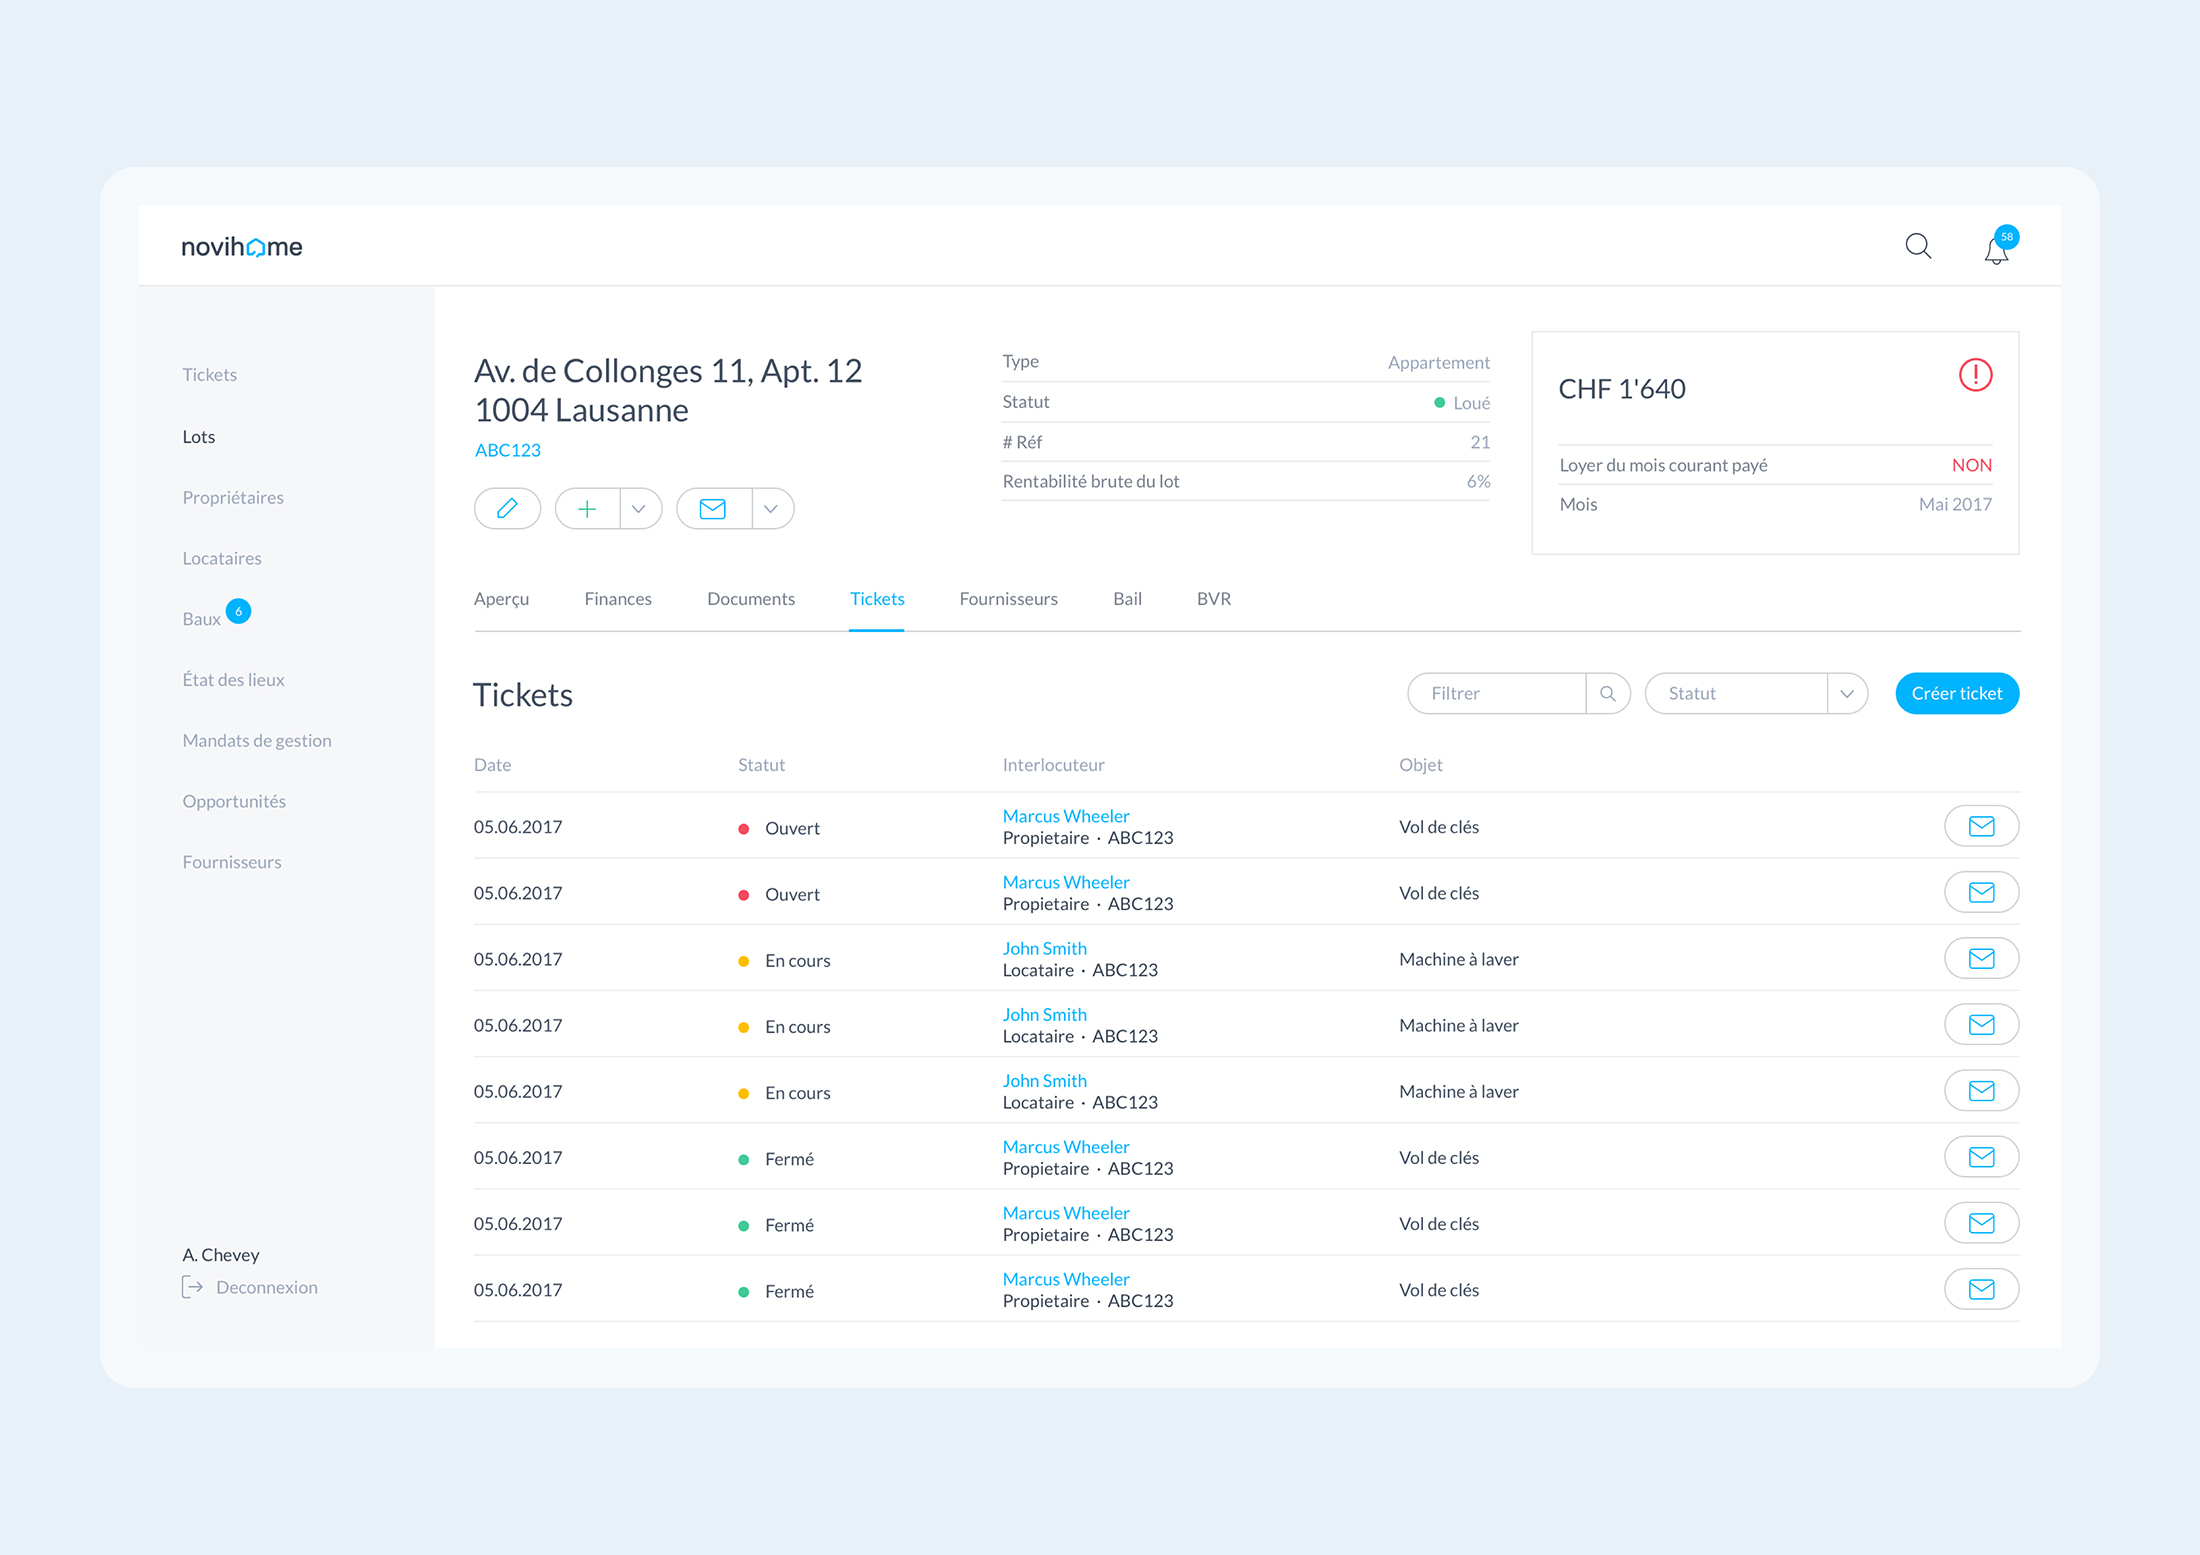 novihome
58
Tickets
Lots
Propriétaires
Locataires
Baux 6
État des lieux
Mandats de gestion
Opportunités
Fournisseurs
A. Chevey
Deconnexion
Av. de Collonges 11, Apt. 12
1004 Lausanne
ABC123
Type Appartement
Statut Loué
# Réf 21
Rentabilité brute du lot 6%
CHF 1'640
Loyer du mois courant payé NON
Mois Mai 2017
Aperçu Finances Documents Tickets Fournisseurs Bail BVR
Tickets Filtrer Statut Créer ticket
Date Statut Interlocuteur Objet
05.06.2017 Ouvert Marcus Wheeler Vol de clés
Propietaire · ABC123
05.06.2017 Ouvert Marcus Wheeler Vol de clés
Propietaire · ABC123
05.06.2017 En cours John Smith Machine à laver
Locataire · ABC123
05.06.2017 En cours John Smith Machine à laver
Locataire · ABC123
05.06.2017 En cours John Smith Machine à laver
Locataire · ABC123
05.06.2017 Fermé Marcus Wheeler Vol de clés
Propietaire · ABC123
05.06.2017 Fermé Marcus Wheeler Vol de clés
Propietaire · ABC123
05.06.2017 Fermé Marcus Wheeler Vol de clés
Propietaire · ABC123